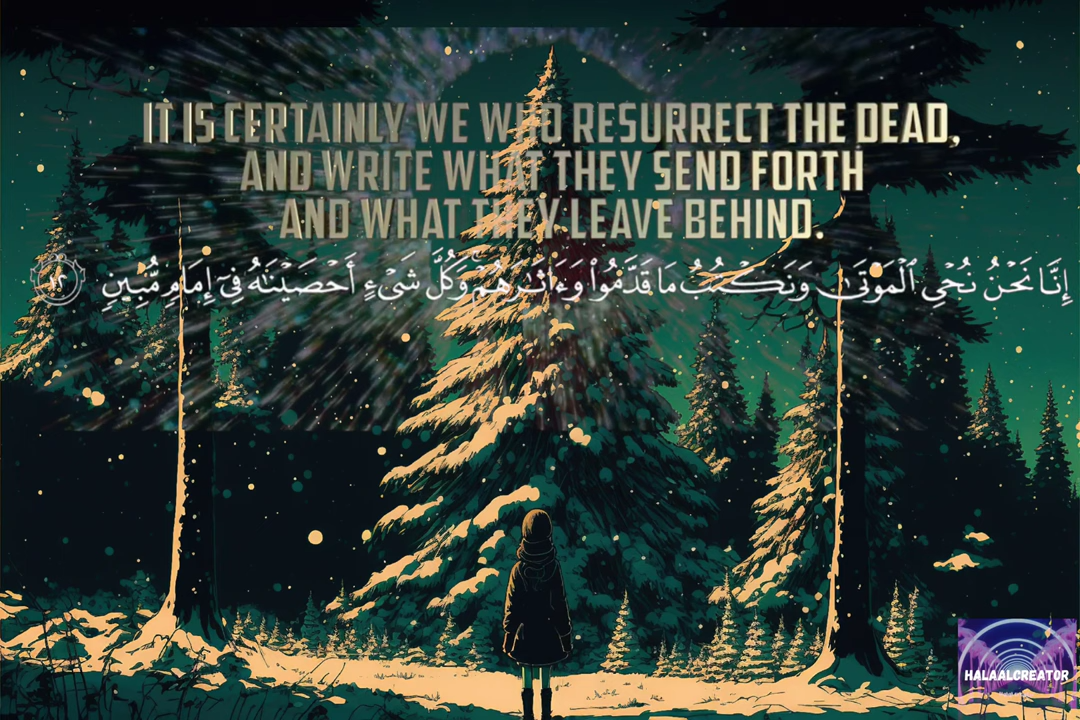 IT IS CERTAINLY WE WHO RESURRECT THE DEAD,
AND WRITE WHAT THEY SEND FORTH
AND WHAT THEY LEAVE BEHIND.
إِنَّا نَحْنُ نُحْىِ ٱلْمَوْتَىٰ وَنَكْتُبُ مَا قَدَّمُوا۟ وَءَاثَـٰرَهُمْ وَكُلَّ شَىْءٍ أَحْصَيْنَـٰهُ فِىٓ إِمَامٍ مُّبِينٍ ١٢
HALAALCREATOR